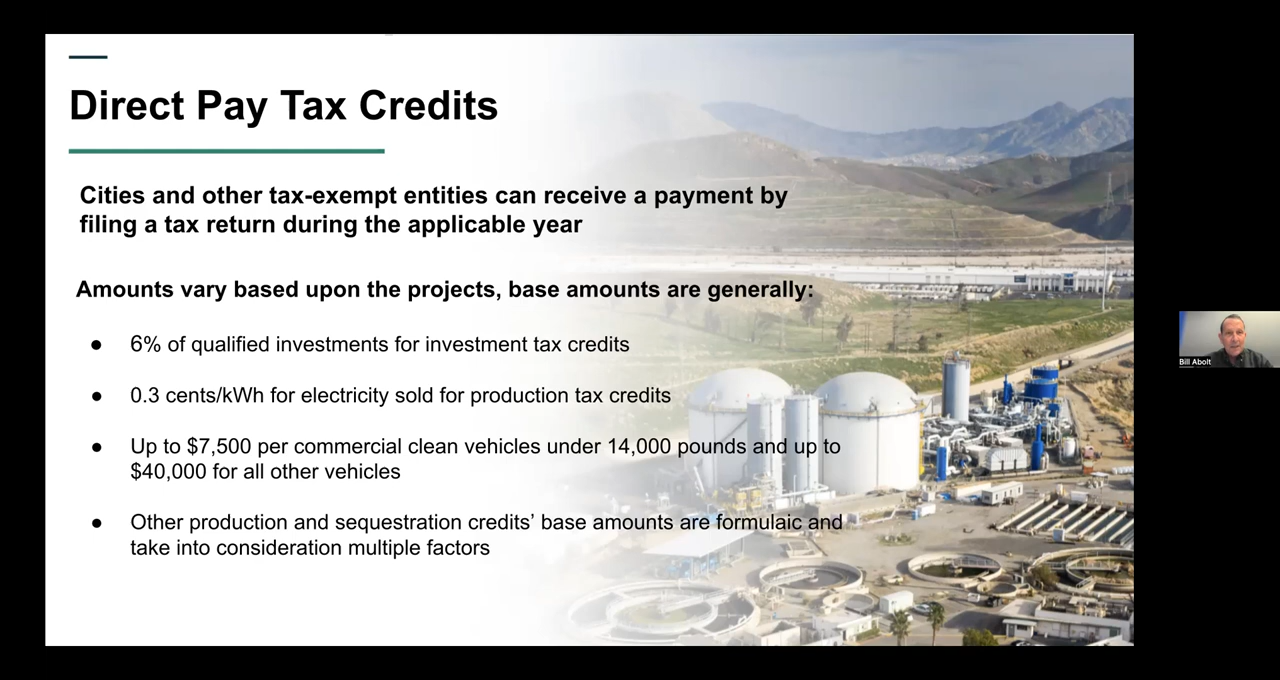 Direct Pay Tax Credits
Cities and other tax-exempt entities can receive a payment by
filing a tax return during the applicable year
Amounts vary based upon the projects, base amounts are generally:
● 6% of qualified investments for investment tax credits
● 0.3 cents/kWh for electricity sold for production tax credits
● Up to $7,500 per commercial clean vehicles under 14,000 pounds and up to
$40,000 for all other vehicles
● Other production and sequestration credits’ base amounts are formulaic and
take into consideration multiple factors
Bill Abolt